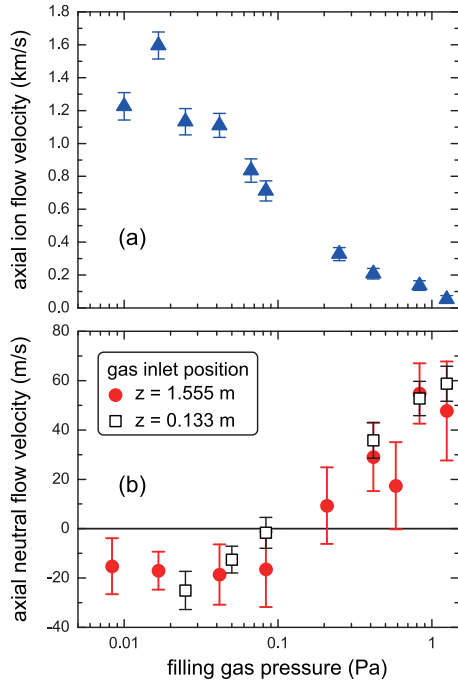 1.8
1.6
1.4
1.2
1.0
0.8
0.6
0.4
0.2
0.0
axial ion flow velocity (km/s)
(a)
80
60
40
20
0
-20
-40
axial neutral flow velocity (m/s)
gas inlet position
z = 1.555 m
z = 0.133 m
(b)
0.01 0.1 1
filling gas pressure (Pa)